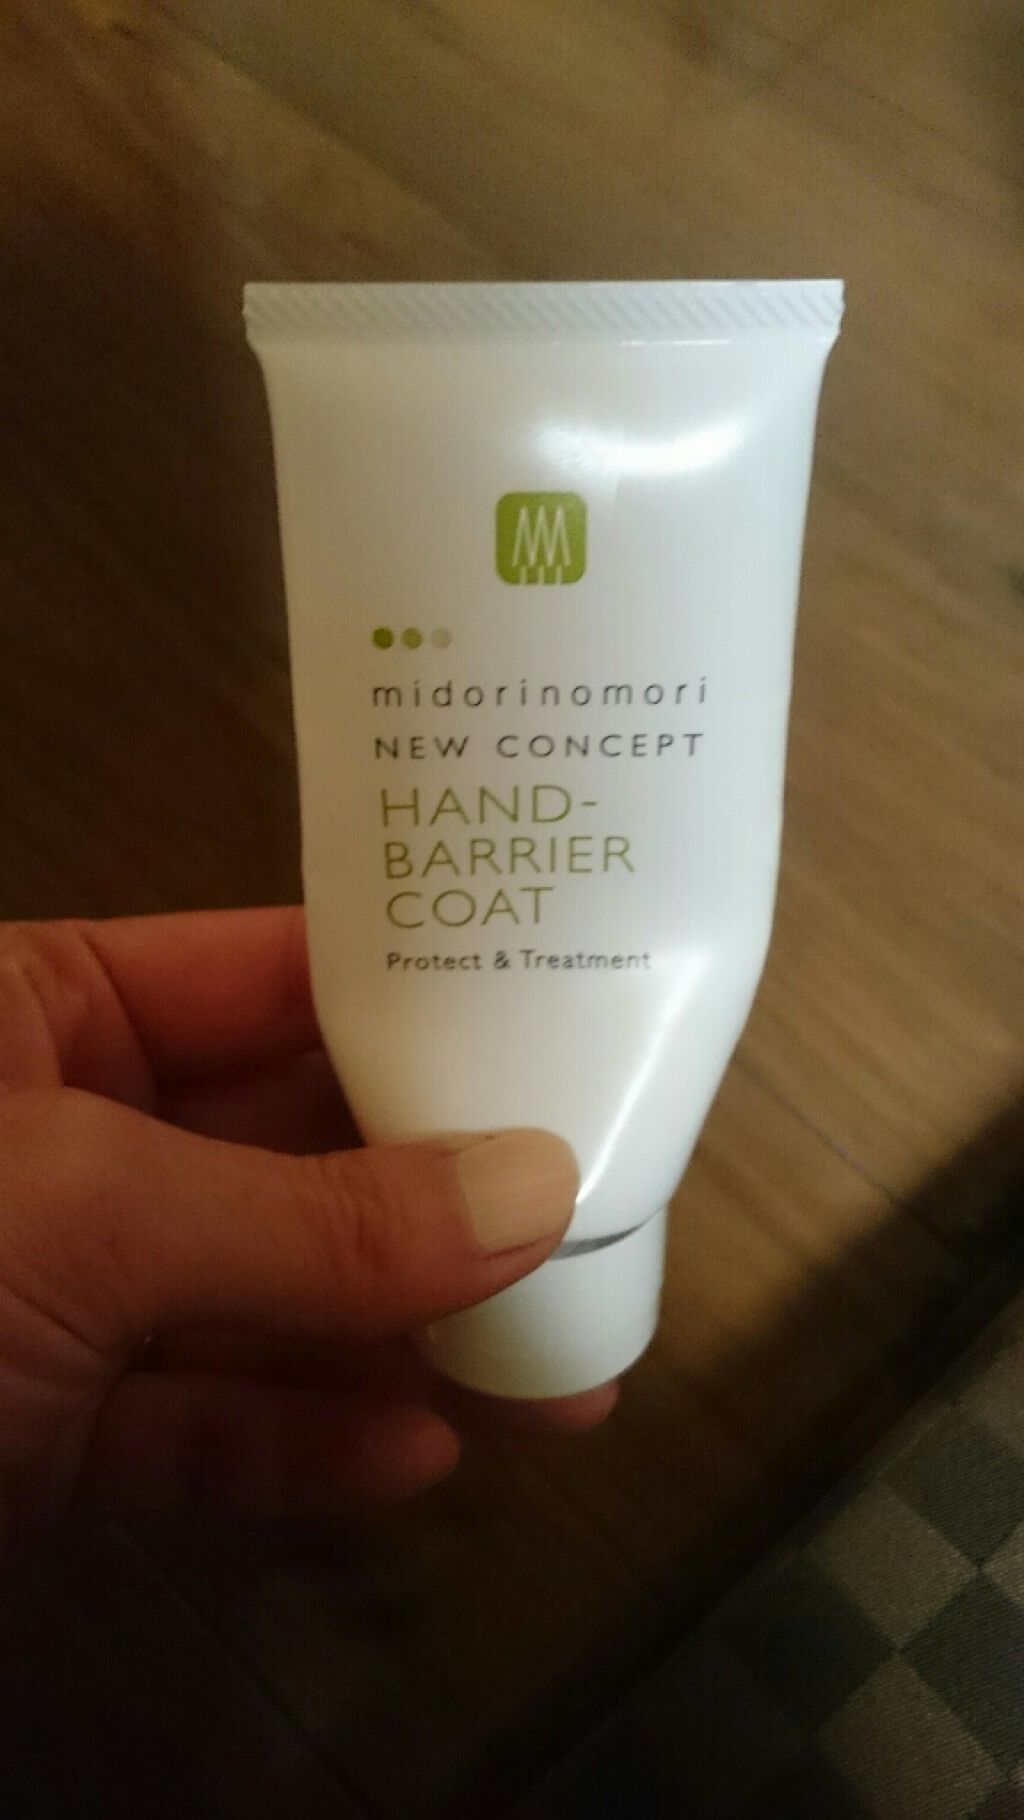 midorinomori
NEW CONCEPT
HAND-
BARRIER
COAT
Protect & Treatment